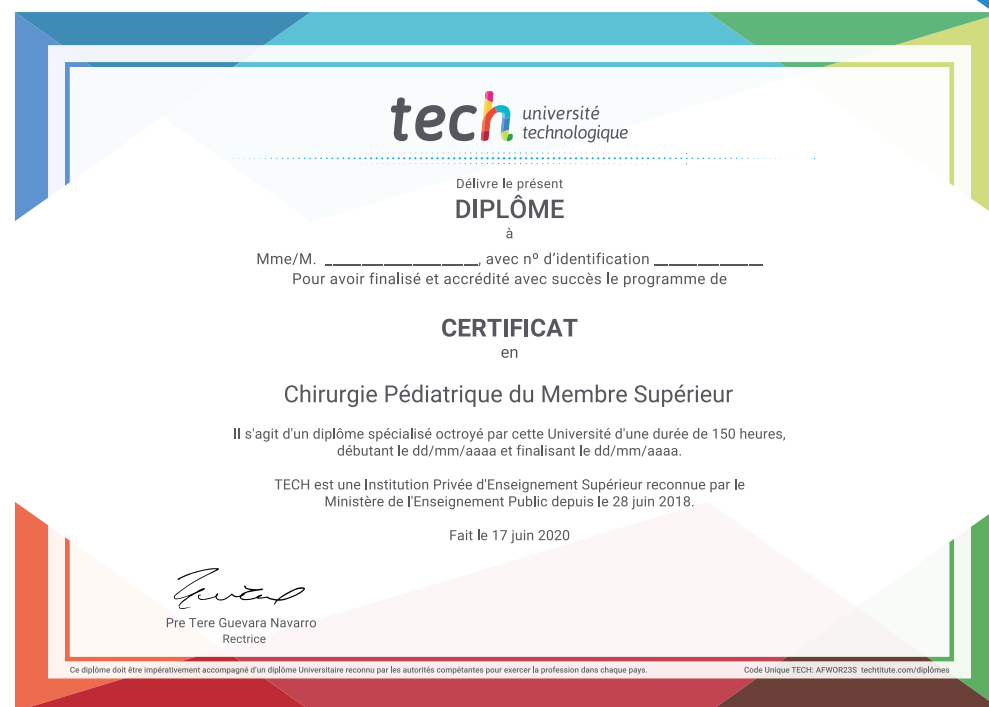 tech université
technologique
Délivre le présent
DIPLÔME
à
Mme/M. ____________________, avec nº d'identification ______________
Pour avoir finalisé et accrédité avec succès le programme de
CERTIFICAT
en
Chirurgie Pédiatrique du Membre Supérieur
Il s'agit d'un diplôme spécialisé octroyé par cette Université d'une durée de 150 heures,
débutant le dd/mm/aaaa et finalisant le dd/mm/aaaa.
TECH est une Institution Privée d'Enseignement Supérieur reconnue par le
Ministère de l'Enseignement Public depuis le 28 juin 2018.
Fait le 17 juin 2020
Pre Tere Guevara Navarro
Rectrice
Ce diplôme doit être impérativement accompagné d'un diplôme Universitaire reconnu par les autorités compétentes pour exercer la profession dans chaque pays.
Code Unique TECH: AFWOR23S techtitute.com/diplômes